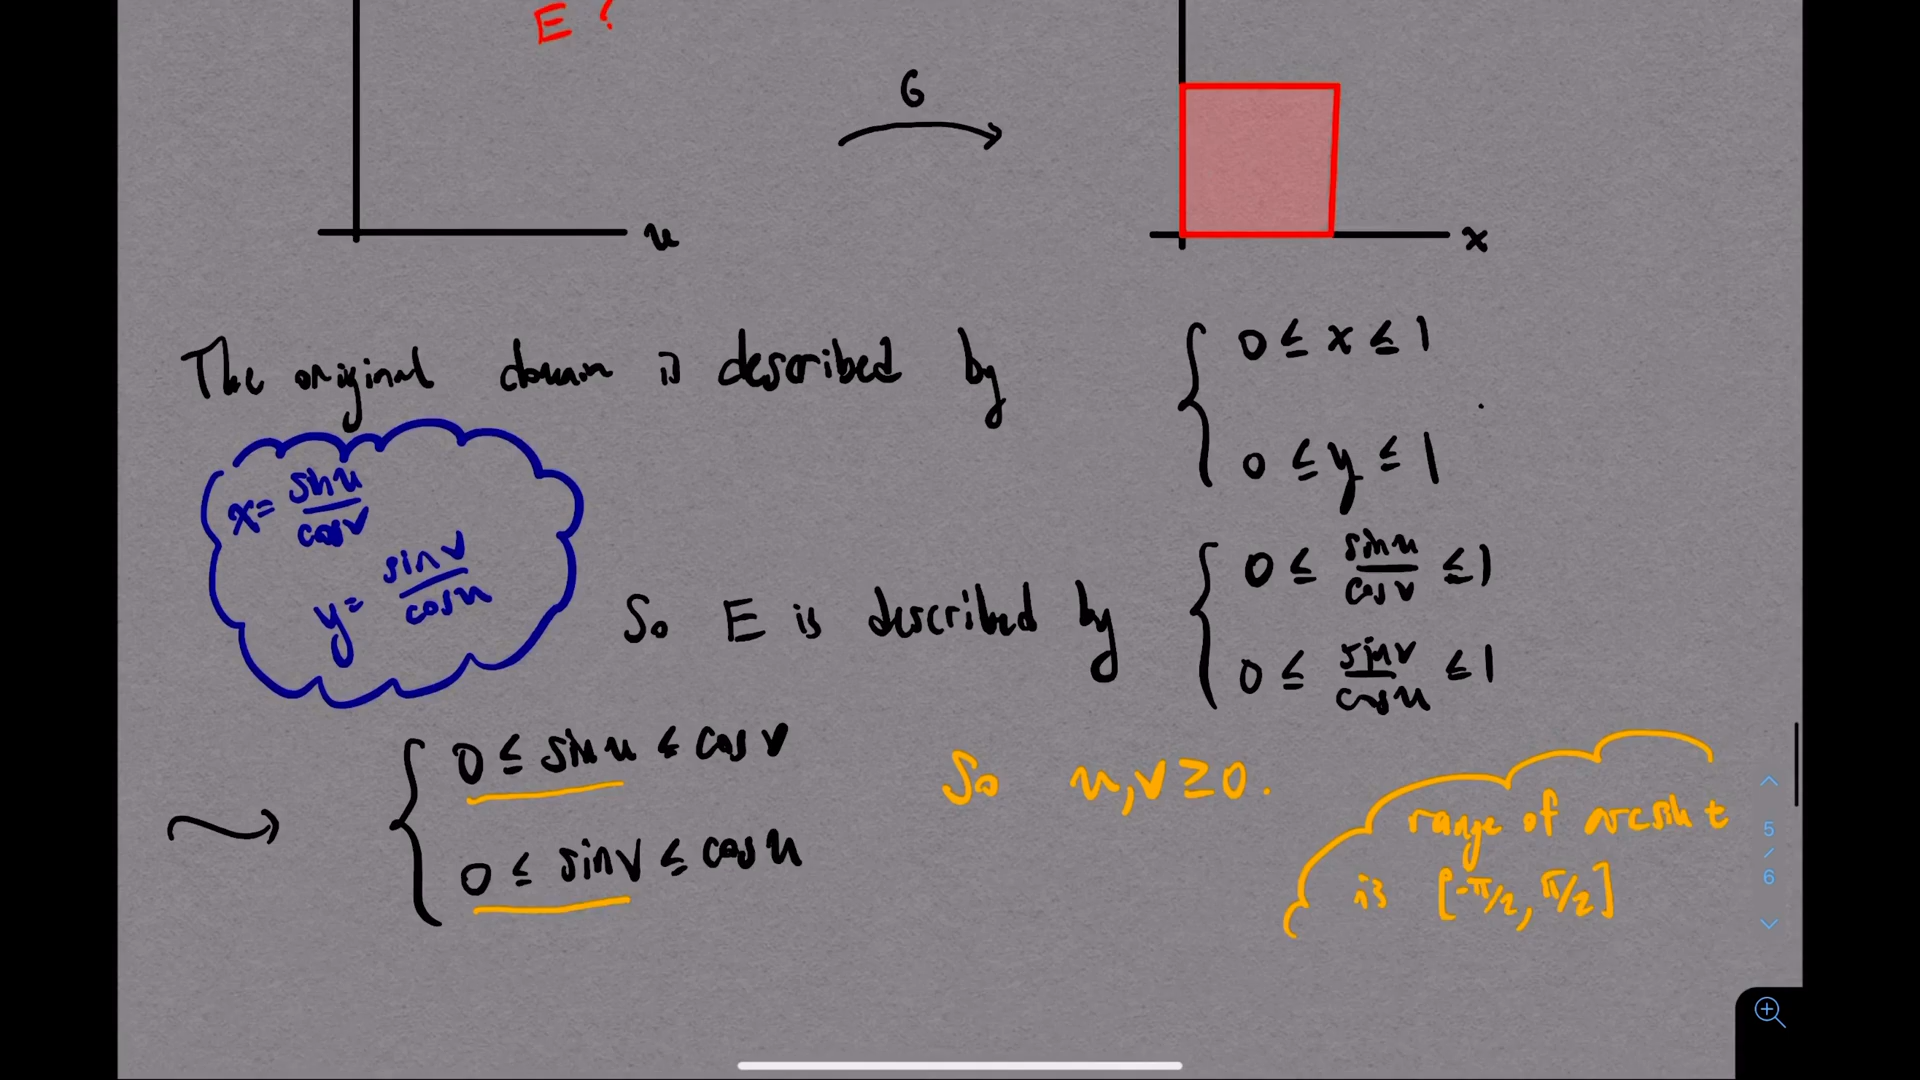 E ?
G
u
x
The original domain is described by
0 ≤ x ≤ 1
0 ≤ y ≤ 1
x = sin u / cos v
y = sin v / cos u
So E is described by
0 ≤ sin u / cos v ≤ 1
0 ≤ sin v / cos u ≤ 1
0 ≤ sin u ≤ cos v
0 ≤ sin v ≤ cos u
So u, v ≥ 0.
range of arcsin t
is [-π/2, π/2]
5
/
6